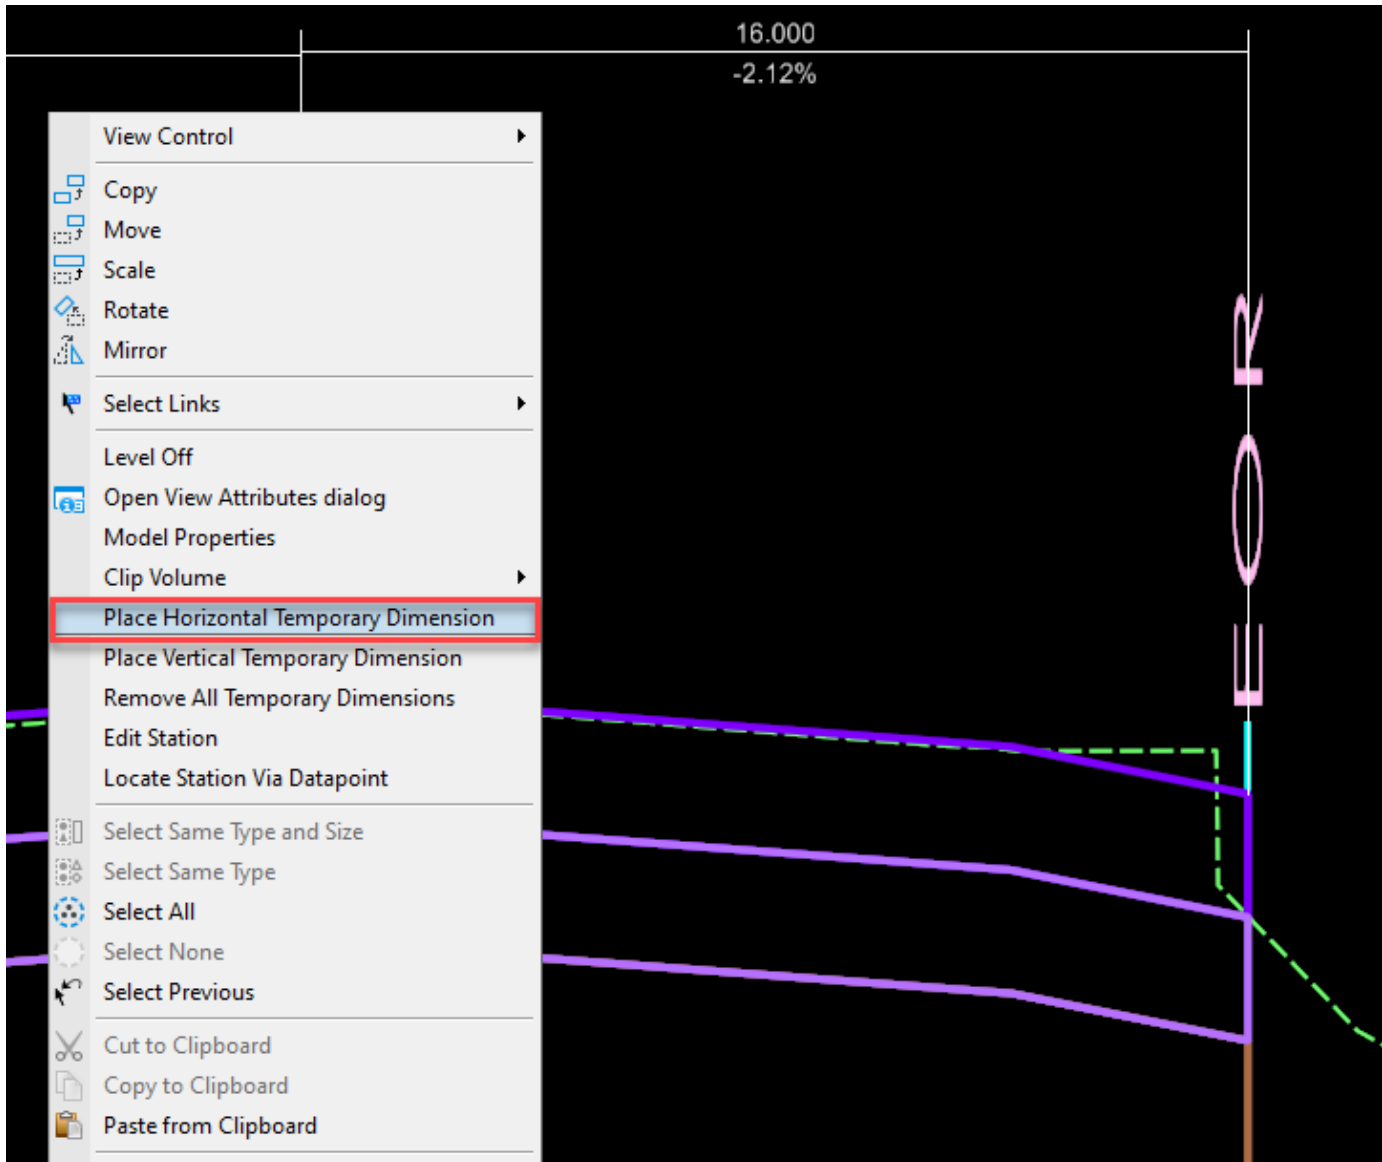 16.000
-2.12%
View Control
Copy
Move
Scale
Rotate
Mirror
Select Links
Level Off
Open View Attributes dialog
Model Properties
Clip Volume
Place Horizontal Temporary Dimension
Place Vertical Temporary Dimension
Remove All Temporary Dimensions
Edit Station
Locate Station Via Datapoint
Select Same Type and Size
Select Same Type
Select All
Select None
Select Previous
Cut to Clipboard
Copy to Clipboard
Paste from Clipboard
EOR